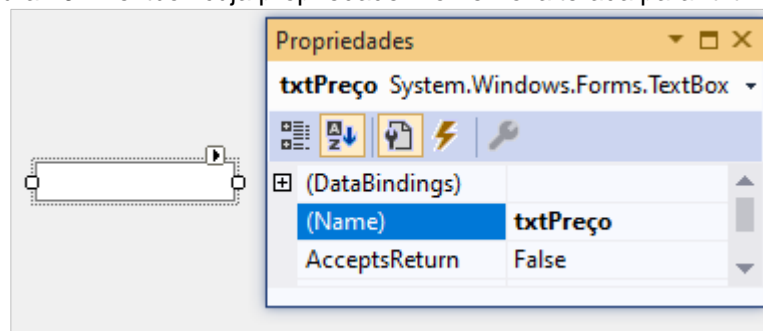 Propriedades
txtPreço System.Windows.Forms.TextBox
(DataBindings)
(Name) txtPreço
AcceptsReturn False